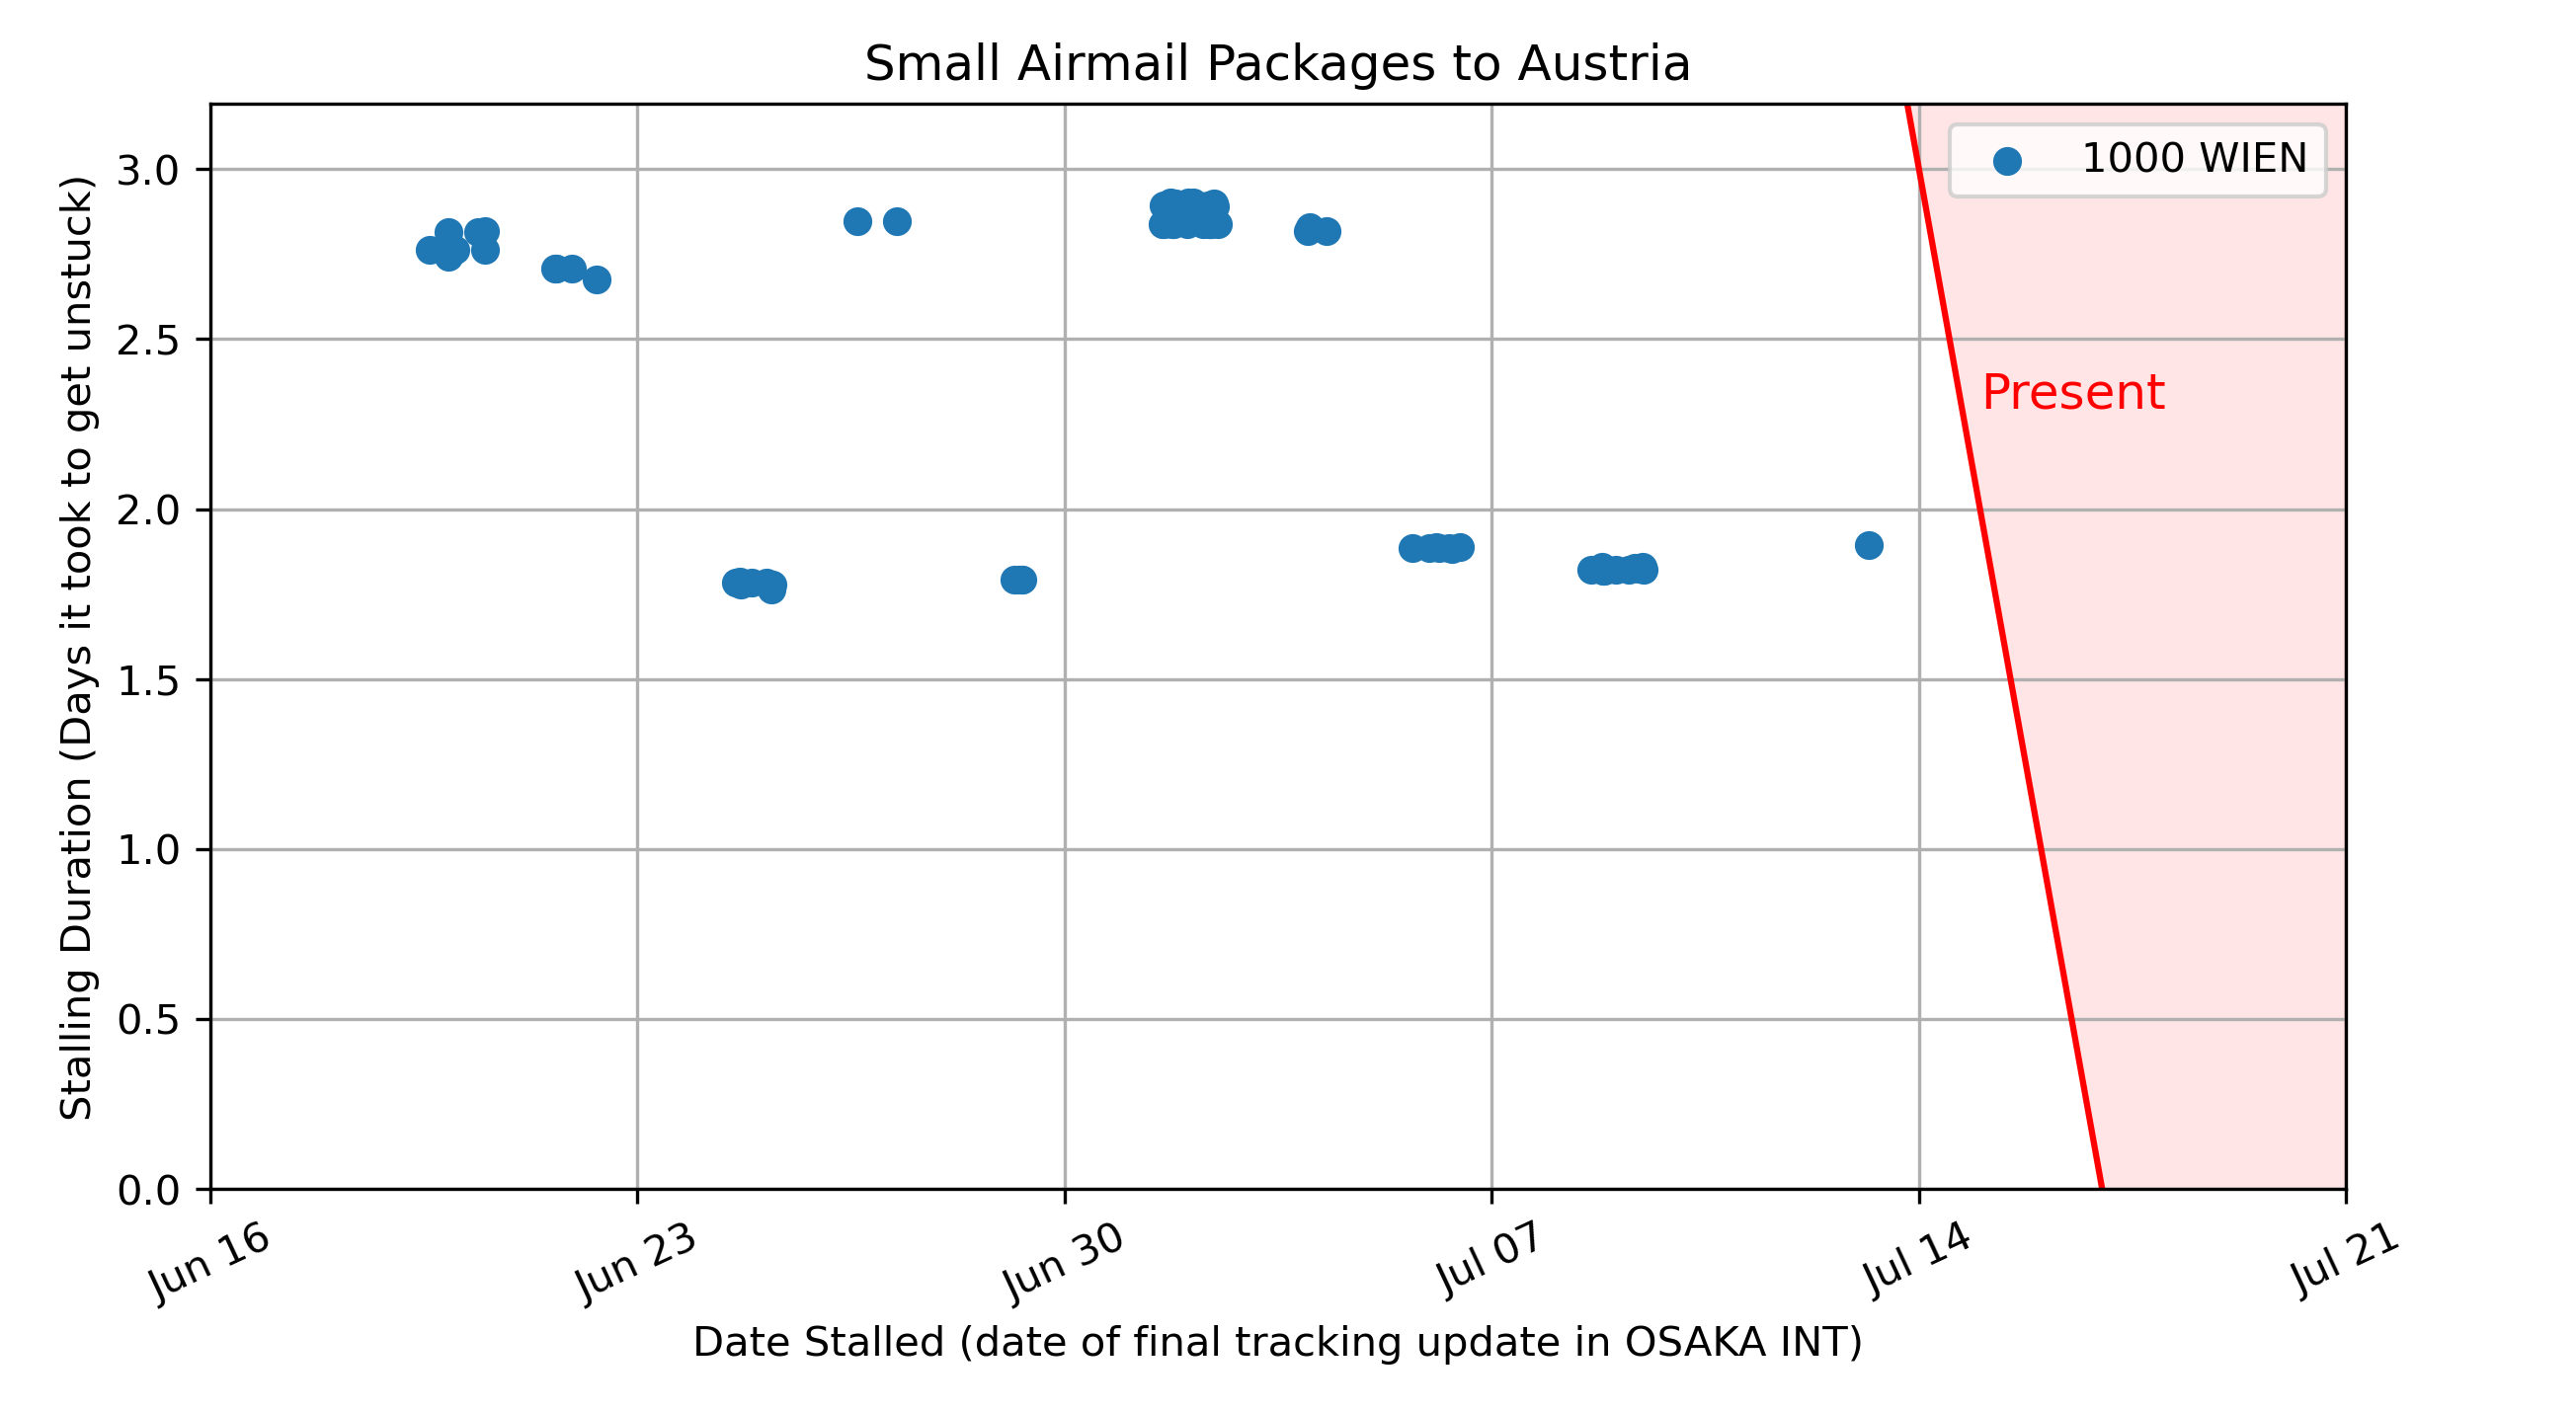 Small Airmail Packages to Austria
1000 WIEN
Present
Stalling Duration (Days it took to get unstuck)
3.0
2.5
2.0
1.5
1.0
0.5
0.0
Jun 16
Jun 23
Jun 30
Jul 07
Jul 14
Jul 21
Date Stalled (date of final tracking update in OSAKA INT)